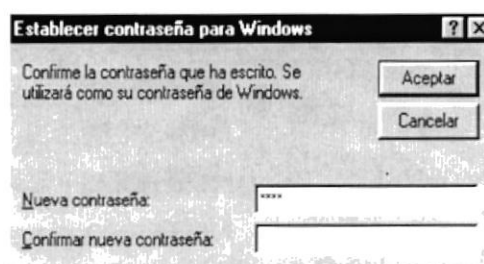 Establecer contraseña para Windows
Confirme la contraseña que ha escrito. Se
utilizará como su contraseña de Windows.
Aceptar
Cancelar
Nueva contraseña: ****
Confirmar nueva contraseña: